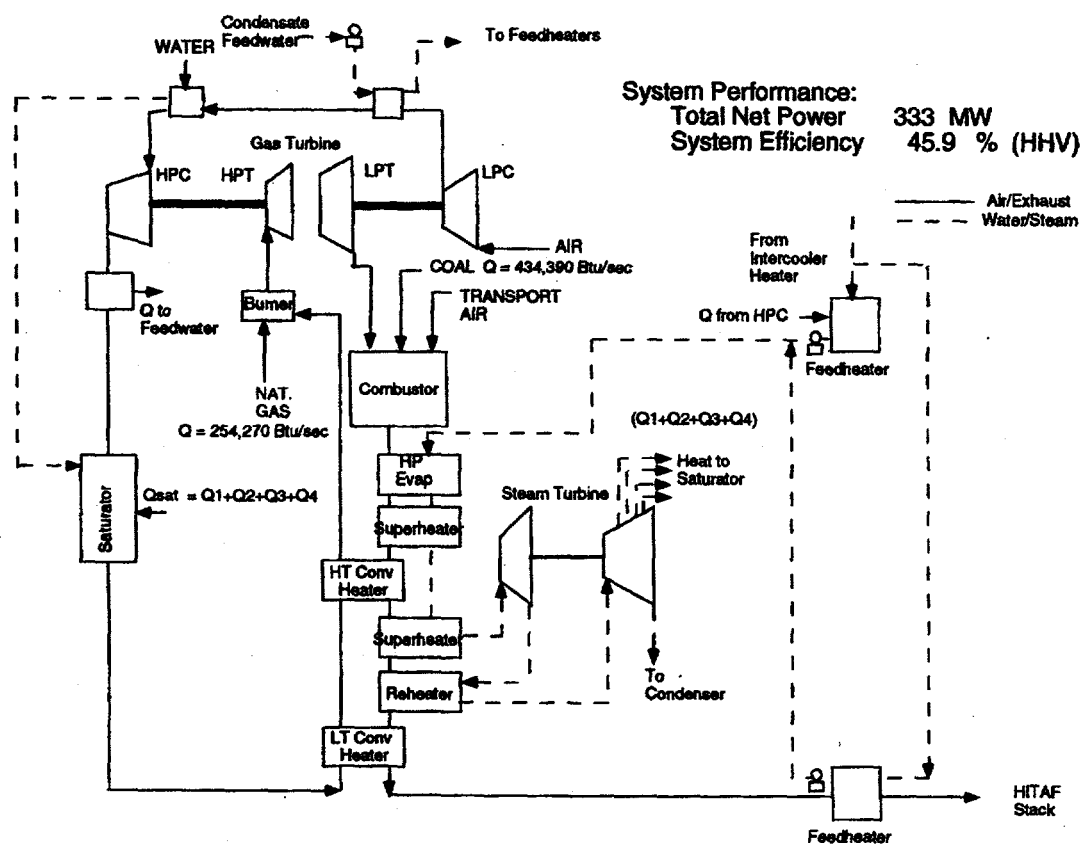 Condensate
Feedwater
To Feedheaters
WATER
System Performance:
Total Net Power 333 MW
System Efficiency 45.9 % (HHV)
Gas Turbine
HPC
HPT
LPT
LPC
Air/Exhaust
Water/Steam
AIR
From
Intercooler
Heater
COAL Q = 434,390 Btu/sec
TRANSPORT
AIR
Q to
Feedwater
Burner
Q from HPC
Feedheater
Combustor
NAT.
GAS
Q = 254,270 Btu/sec
(Q1+Q2+Q3+Q4)
HP
Evap
Heat to
Saturator
Steam Turbine
Qsat = Q1+Q2+Q3+Q4
Saturator
Superheater
HT Conv
Heater
Superheater
Reheater
To
Condenser
LT Conv
Heater
HITAF
Stack
Feedheater